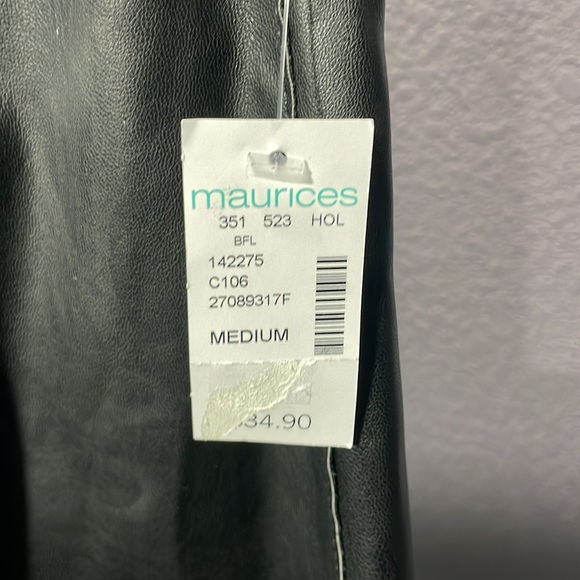 maurices
351 523 HOL
BFL
142275
C106
27089317F
MEDIUM
34.90